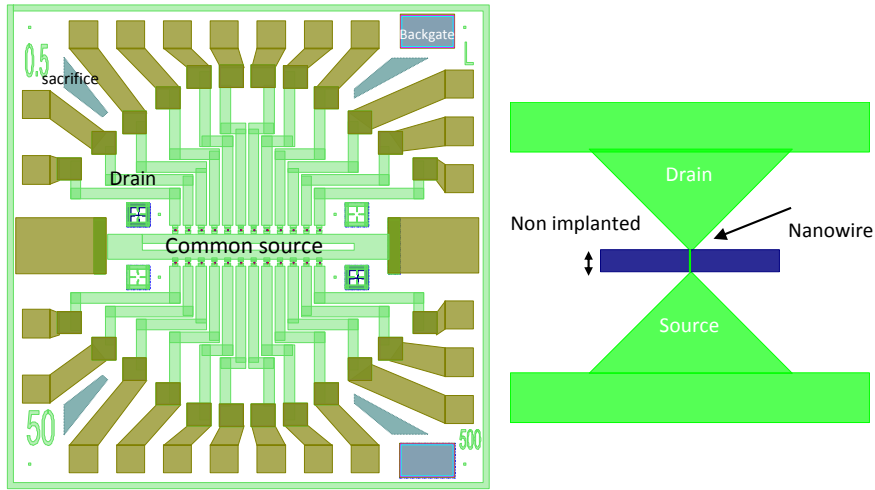 Backgate
0.5
L
sacrifice
Drain
Common source
50
500
Drain
Non implanted
Nanowire
Source